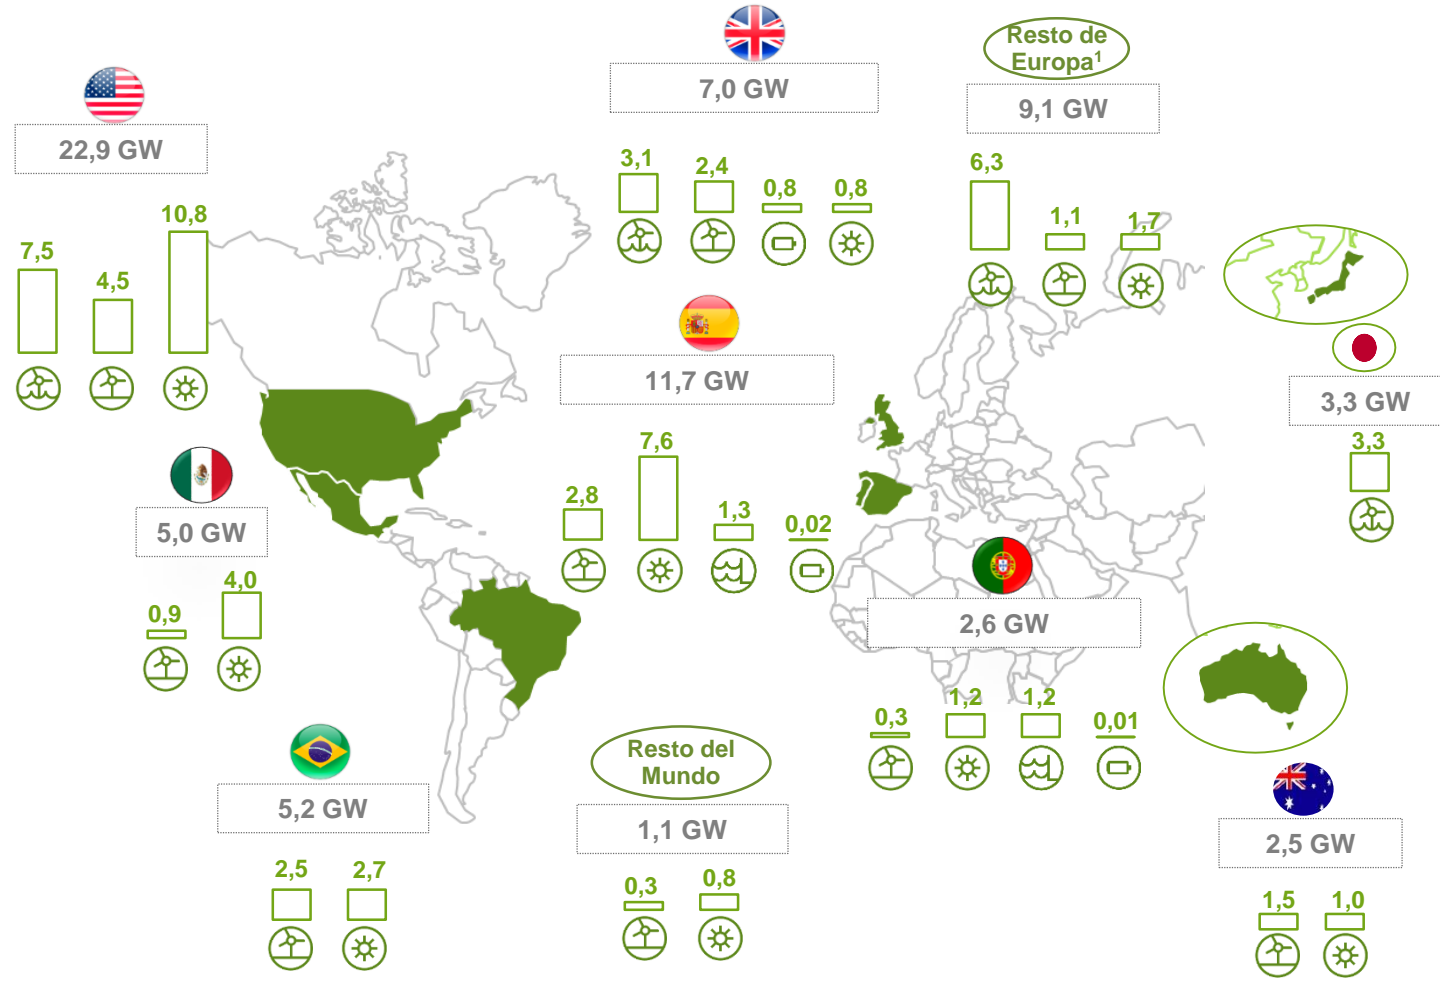 22,9 GW
7,5
4,5
10,8
7,0 GW
3,1
2,4
0,8
0,8
Resto de
Europa1
9,1 GW
6,3
1,1
1,7
3,3 GW
3,3
11,7 GW
2,8
7,6
1,3
0,02
5,0 GW
0,9
4,0
2,6 GW
0,3
1,2
1,2
0,01
5,2 GW
2,5
2,7
Resto del
Mundo
1,1 GW
0,3
0,8
2,5 GW
1,5
1,0